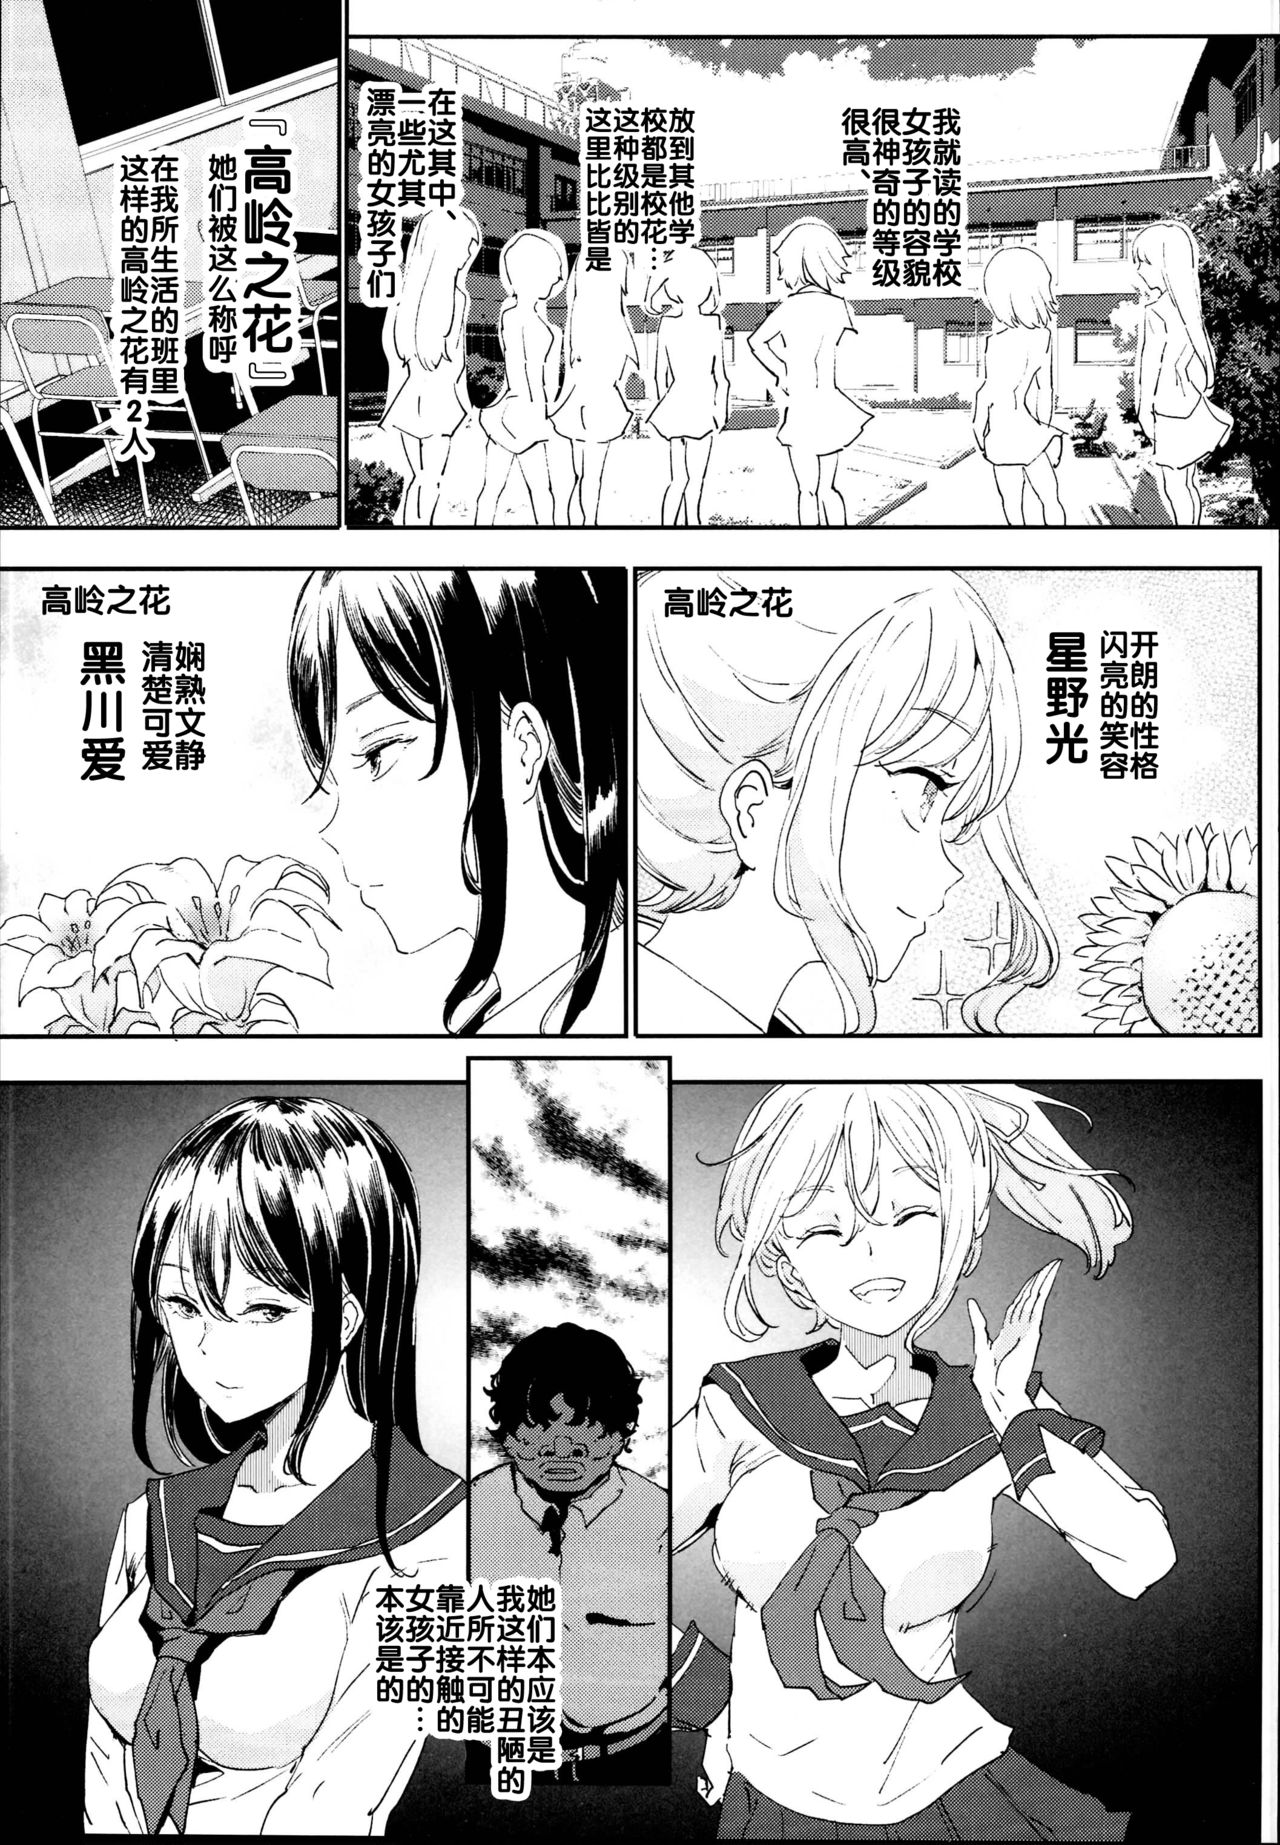 我就读的学校
女孩子的容貌
很神奇的等级
很高、
放到其他学
校都是校花…
这种级别的
这里比比皆是
在这其中、
一些尤其
漂亮的女孩子们
『高岭之花』
她们被这么称呼
在我所生活的班里
这样的高岭之花有2人
高岭之花
开朗的性格
闪亮的笑容
星野光
高岭之花
娴熟文静
清楚可爱
黑川爱
她们本应该是
我这样的丑陋的
人所不可能
靠近接触的
女孩子的…
本该是的